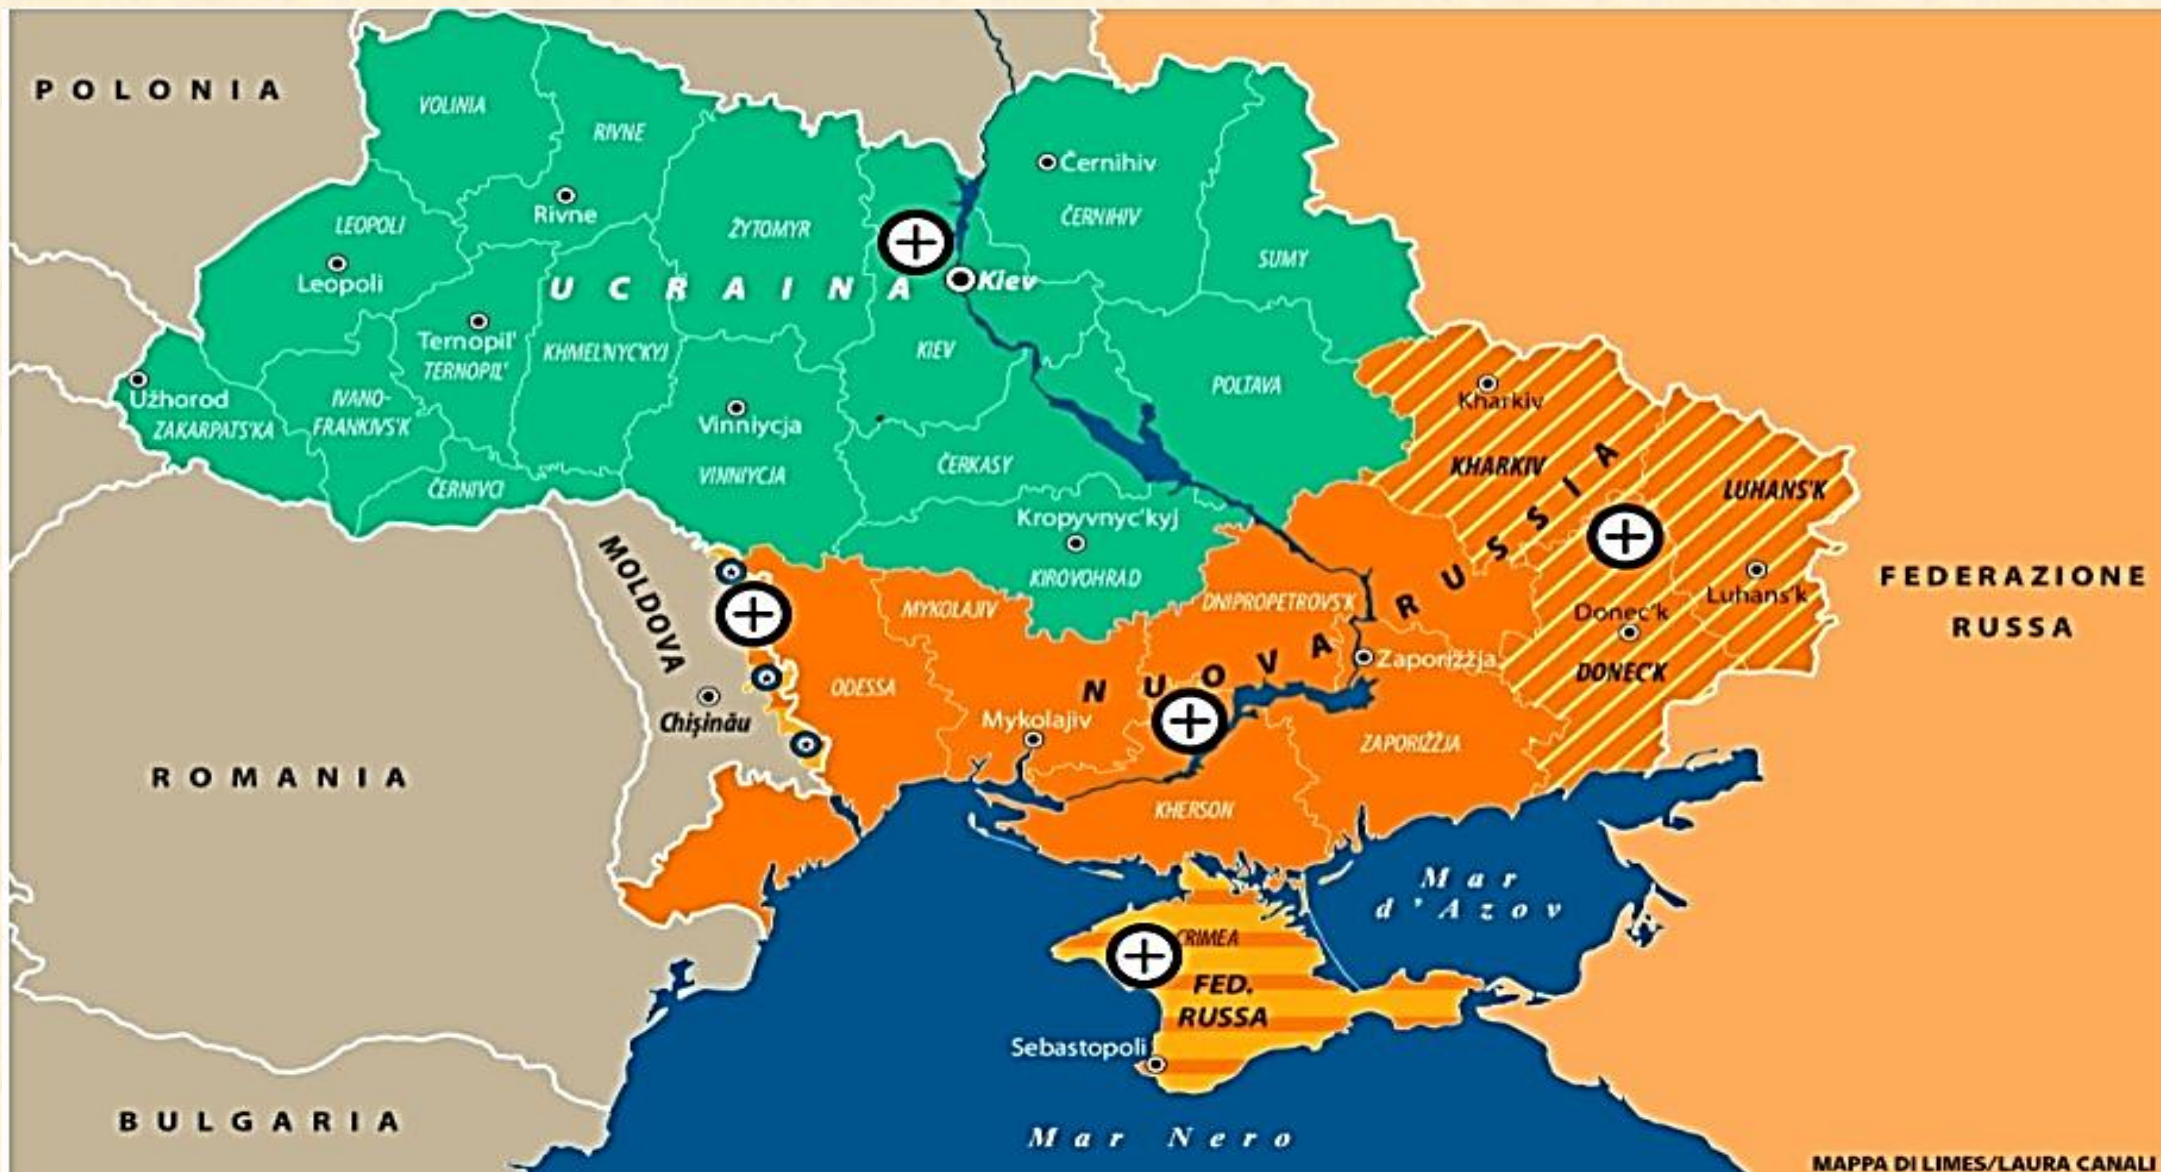 POLONIA
VOLINIA
RIVNE
Rivne
LEOPOLI
Leopoli
ŽYTOMYR
Černihiv
ČERNIHIV
SUMY
UCRAINA
Kiev
KIEV
Ternopil'
TERNOPIL'
KHMEL'NYC'KYJ
Užhorod
ZAKARPATS'KA
IVANO-
FRANKIVS'K
ČERNIVCI
Vinniycja
VINNIYCJA
ČERKASY
POLTAVA
Kharkiv
KHARKIV
LUHANS'K
Luhans'k
Kropyvnyc'kyj
KIROVOHRAD
MOLDOVA
Chişinău
MYKOLAJIV
DNIPROPETROVS'K
NUOVA RUSSIA
Donec'k
DONEC'K
FEDERAZIONE
RUSSA
ODESSA
Mykolajiv
Zaporižžja
ZAPORIŽŽJA
KHERSON
ROMANIA
Mar
d'Azov
CRIMEA
FED.
RUSSA
Sebastopoli
BULGARIA
Mar Nero
MAPPA DI LIMES/LAURA CANALI